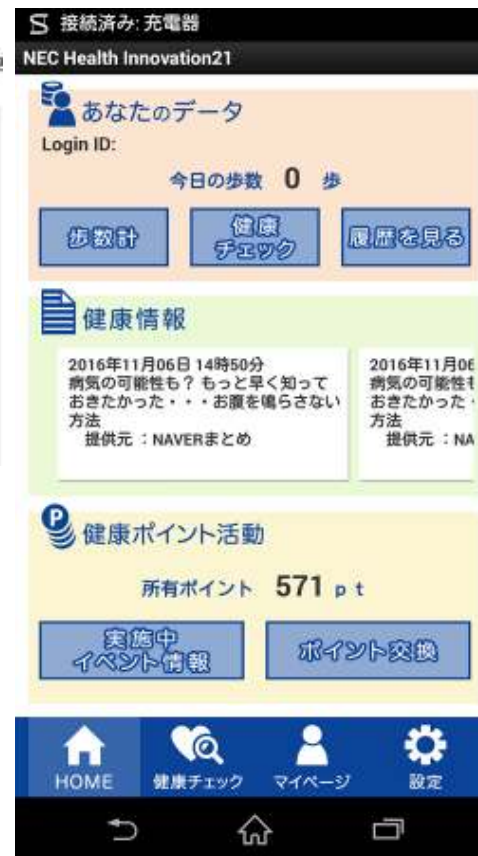 接続済み: 充電器
NEC Health Innovation21
あなたのデータ
Login ID:
今日の歩数 0 歩
歩数計
健康
チェック
履歴を見る
健康情報
2016年11月06日 14時50分
病気の可能性も？ もっと早く知って
おきたかった・・・お腹を鳴らさない
方法
提供元 ：NAVERまとめ
2016年11月06
病気の可能性も
おきたかった・
方法
提供元 ：NA
健康ポイント活動
所有ポイント 571 pt
実施中
イベント情報
ポイント交換
HOME
健康チェック
マイページ
設定